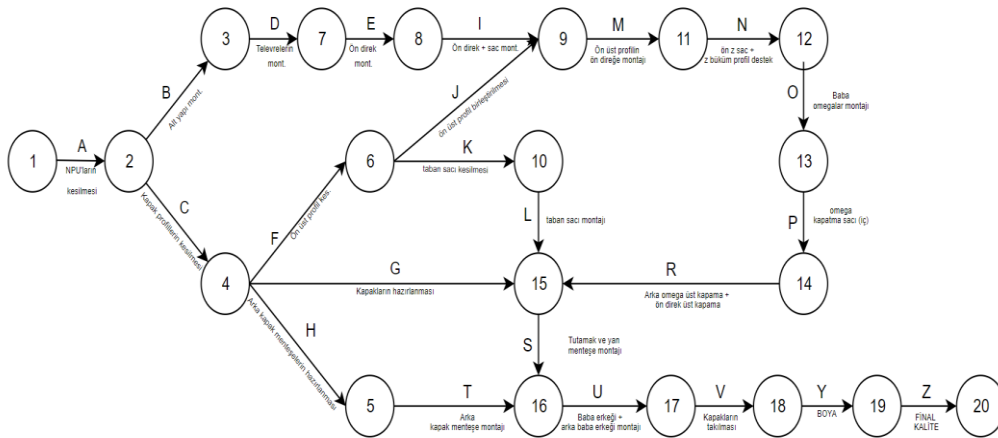 D
E
I
M
N
3
7
8
9
11
12
Televrelerin
mont.
Ön direk
mont.
Ön direk + sac mont.
Ön üst profilin
ön direğe montajı
ön z sac +
z büküm profil destek
B
Alt yapı mont.
J
ön üst profil birleştirilmesi
O
Baba
omegalar montajı
A
K
1
2
6
10
13
NPU'ların
kesilmesi
taban sacı kesilmesi
C
Kapak profillerin kesilmesi
F
Ön üst profil kes.
L
taban sacı montajı
P
omega
kapatma sacı (iç)
G
R
4
15
14
Kapakların hazırlanması
Arka omega üst kapama +
ön direk üst kapama
H
Arka kapak menteşelerin hazırlanması
S
Tutamak ve yan
menteşe montajı
T
U
V
Y
Z
5
16
17
18
19
20
Arka
kapak menteşe montajı
Baba erkeği +
arka baba erkeği montajı
Kapakların
takılması
BOYA
FİNAL
KALİTE